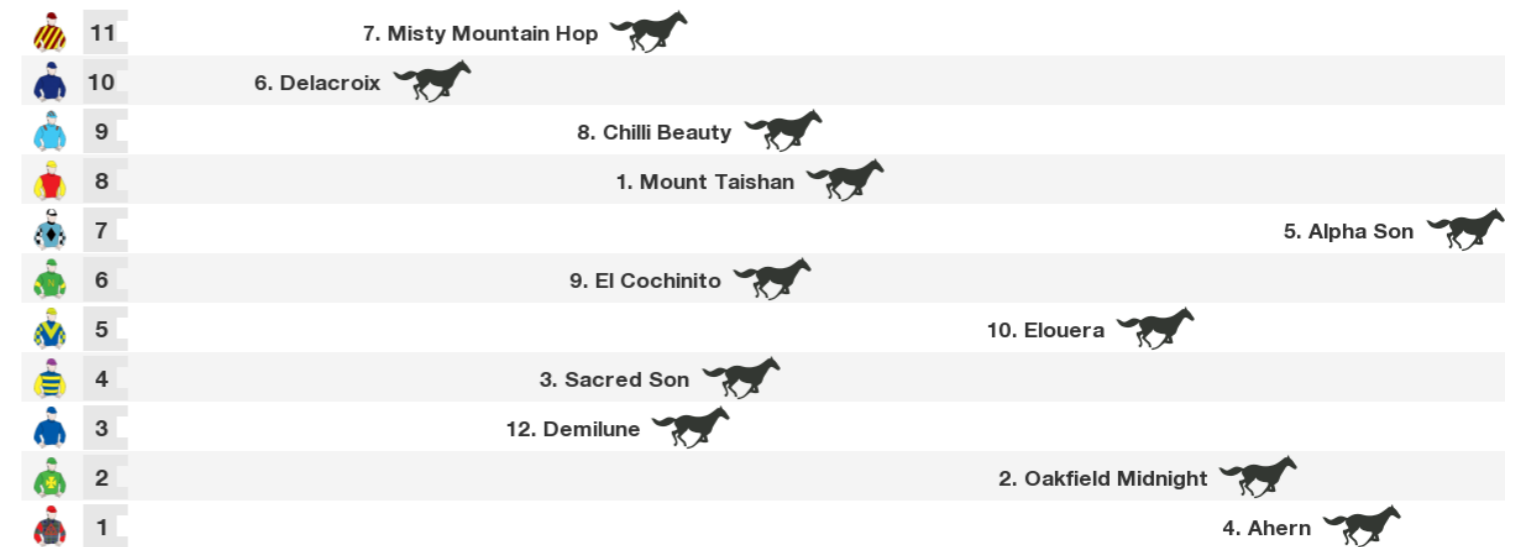 11 7. Misty Mountain Hop
10 6. Delacroix
9 8. Chilli Beauty
8 1. Mount Taishan
7 5. Alpha Son
6 9. El Cochinito
5 10. Elouera
4 3. Sacred Son
3 12. Demilune
2 2. Oakfield Midnight
1 4. Ahern